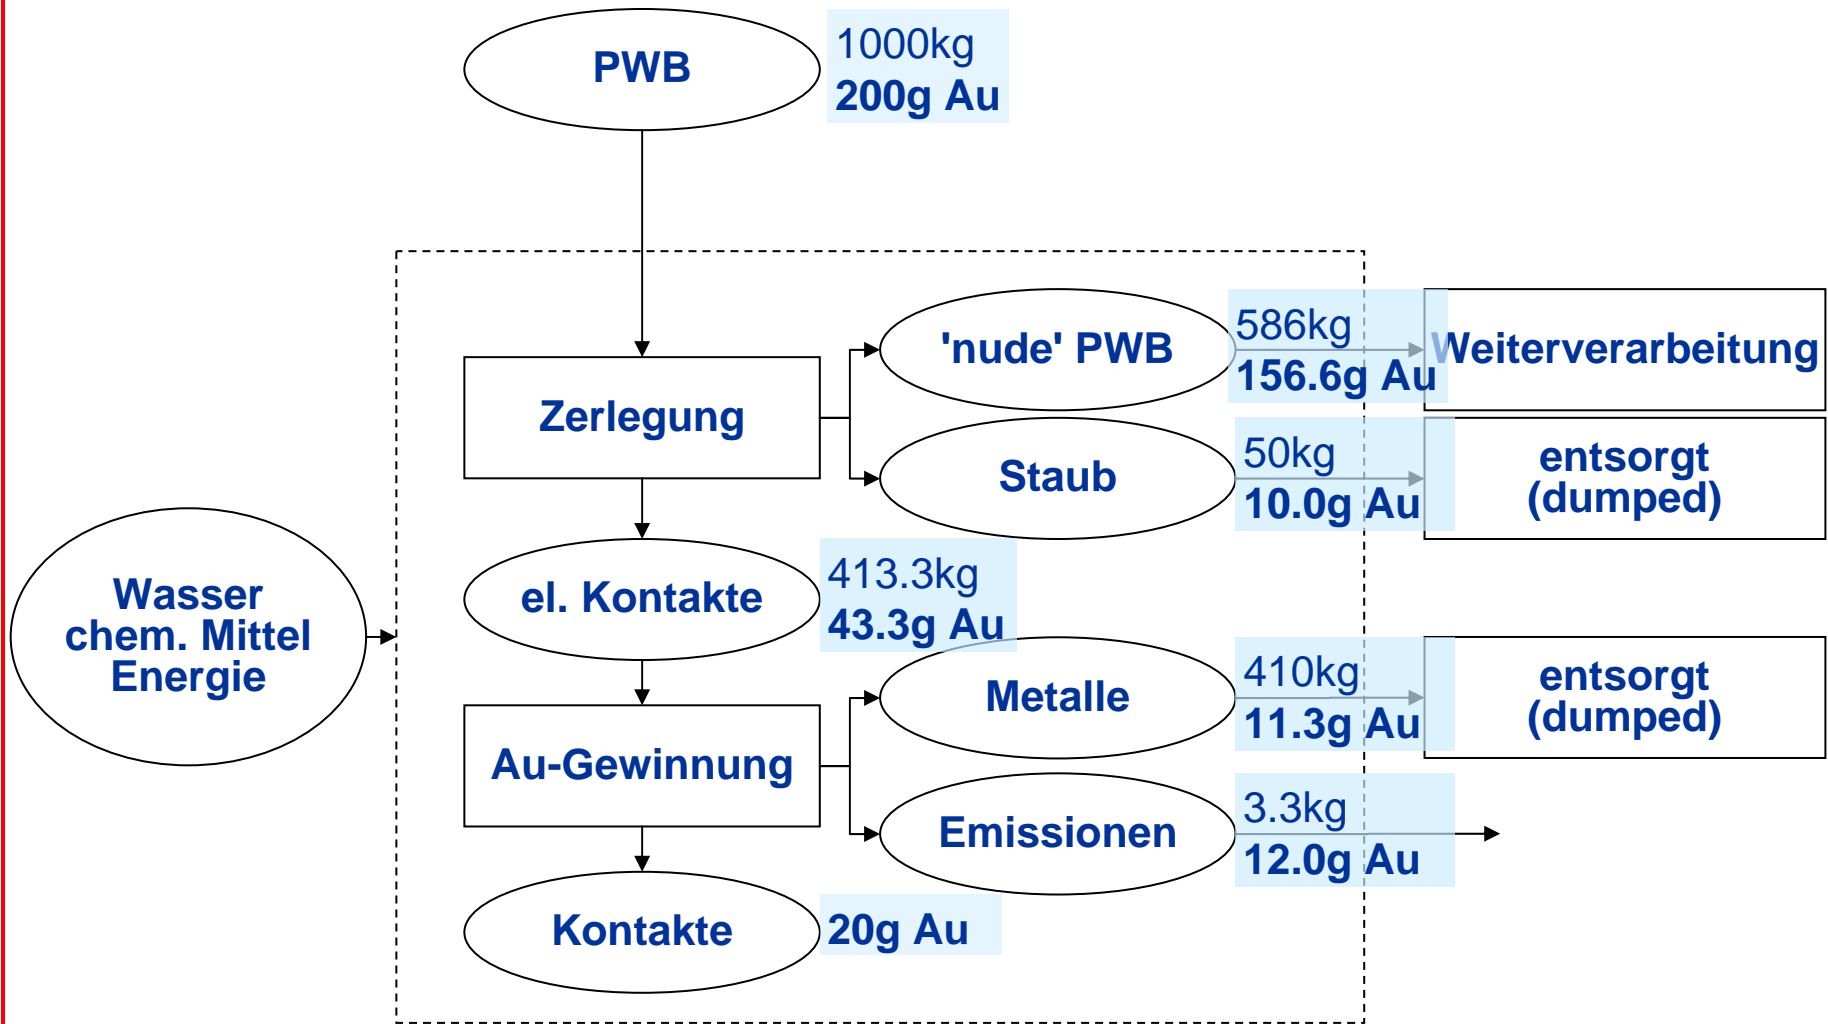 PWB
1000kg
200g Au
'nude' PWB
586kg
156.6g Au
Weiterverarbeitung
Zerlegung
Staub
50kg
10.0g Au
entsorgt
(dumped)
Wasser
chem. Mittel
Energie
el. Kontakte
413.3kg
43.3g Au
Metalle
410kg
11.3g Au
entsorgt
(dumped)
Au-Gewinnung
Emissionen
3.3kg
12.0g Au
Kontakte
20g Au